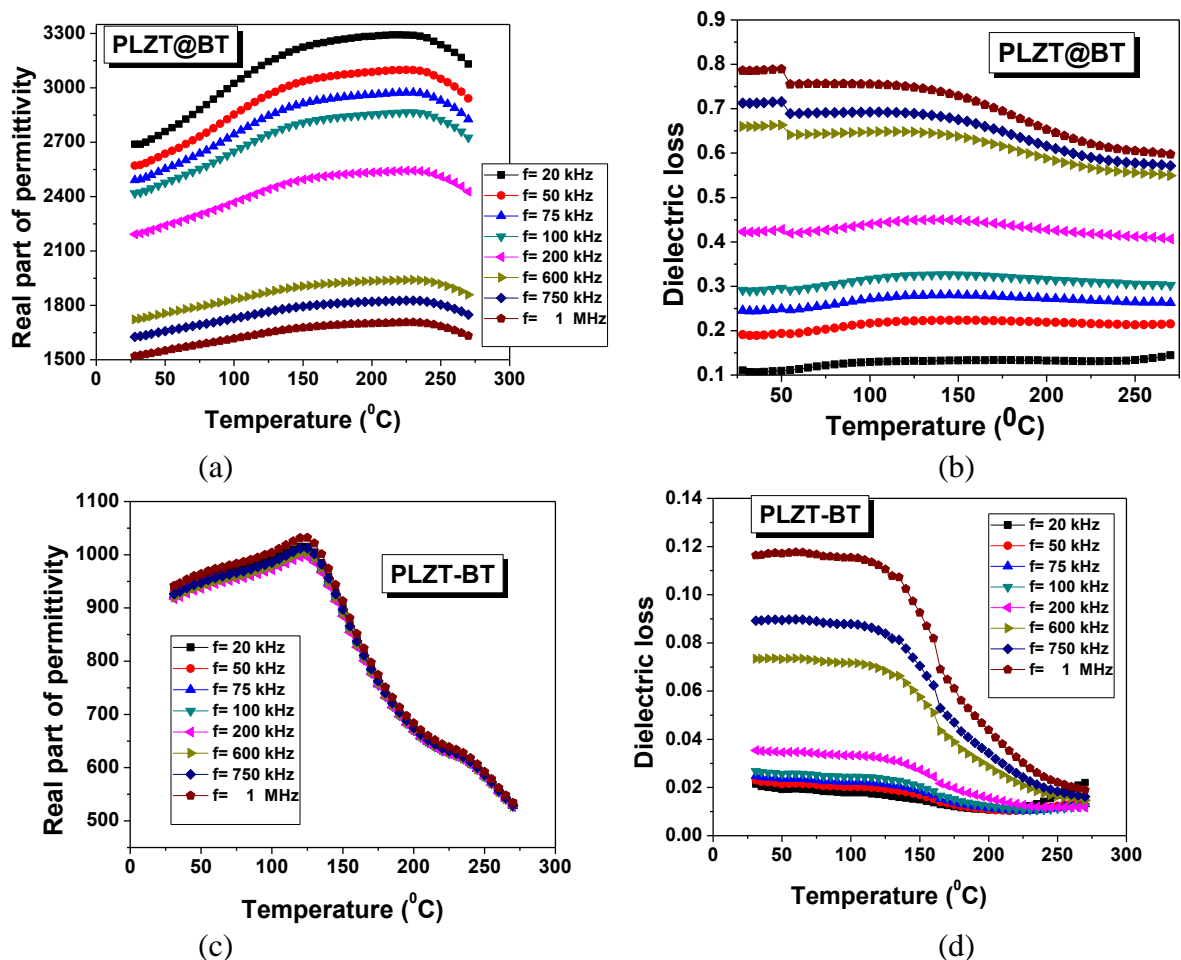 PLZT@BT
3300
3000
2700
2400
2100
1800
1500
0
50
100
150
200
250
300
Real part of permittivity
Temperature (⁰C)
f= 20 kHz
f= 50 kHz
f= 75 kHz
f= 100 kHz
f= 200 kHz
f= 600 kHz
f= 750 kHz
f= 1 MHz
(a)
PLZT@BT
0.9
0.8
0.7
0.6
0.5
0.4
0.3
0.2
0.1
50
100
150
200
250
Dielectric loss
Temperature (⁰C)
(b)
PLZT-BT
1100
1000
900
800
700
600
500
0
50
100
150
200
250
300
Real part of permittivity
Temperature (⁰C)
f= 20 kHz
f= 50 kHz
f= 75 kHz
f= 100 kHz
f= 200 kHz
f= 600 kHz
f= 750 kHz
f= 1 MHz
(c)
PLZT-BT
0.14
0.12
0.10
0.08
0.06
0.04
0.02
0.00
0
50
100
150
200
250
300
Dielectric loss
Temperature (⁰C)
f= 20 kHz
f= 50 kHz
f= 75 kHz
f= 100 kHz
f= 200 kHz
f= 600 kHz
f= 750 kHz
f= 1 MHz
(d)